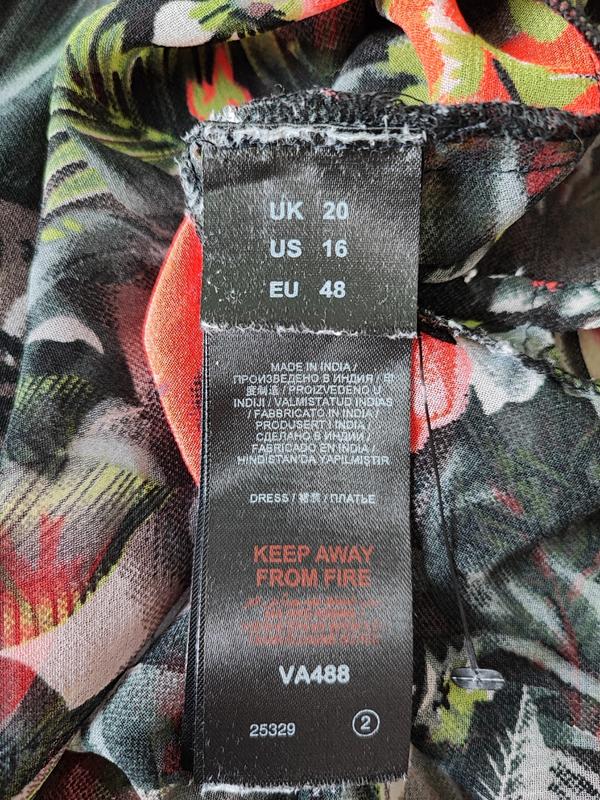 UK 20
US 16
EU 48
MADE IN INDIA /
ПРОИЗВЕДЕНО В ИНДИЯ / 印
度制造 / PROIZVEDENO U
INDIJI / VALMISTATUD INDIAS
/ FABBRICATO IN INDIA /
PRODUSERT I INDIA /
СДЕЛАНО В ИНДИИ /
FABRICADO EN INDIA /
HINDISTAN'DA YAPILMIŞTIR
DRESS / 裙装 / ПЛАТЬЕ
KEEP AWAY
FROM FIRE
VA488
25329 2